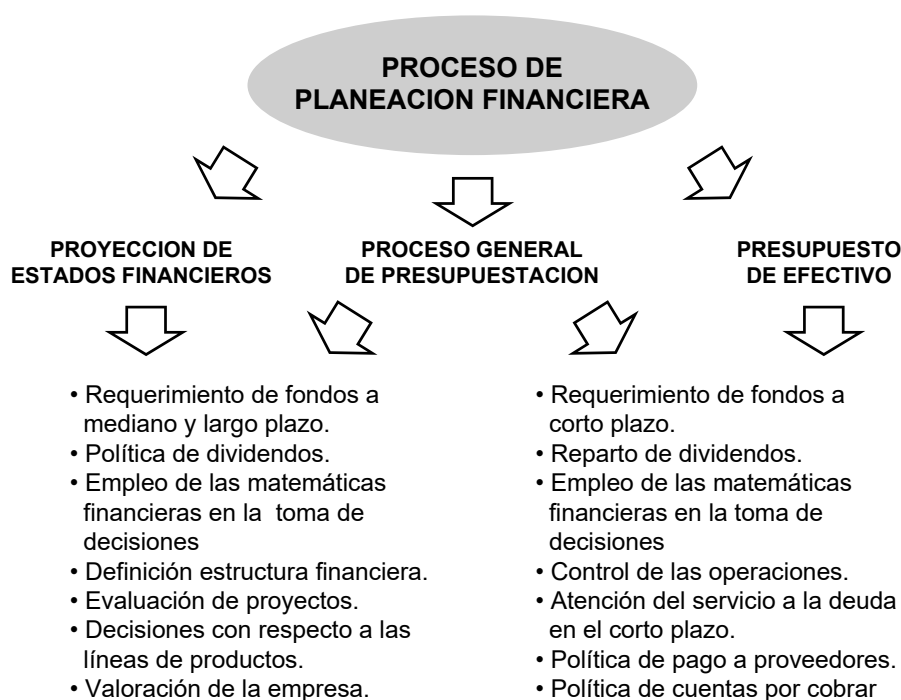 PROCESO DE
PLANEACION FINANCIERA
PROYECCION DE
ESTADOS FINANCIEROS
PROCESO GENERAL
DE PRESUPUESTACION
PRESUPUESTO
DE EFECTIVO
• Requerimiento de fondos a
mediano y largo plazo.
• Política de dividendos.
• Empleo de las matemáticas
financieras en la  toma de
decisiones
• Definición estructura financiera.
• Evaluación de proyectos.
• Decisiones con respecto a las
líneas de productos.
• Valoración de la empresa.
• Requerimiento de fondos a
corto plazo.
• Reparto de dividendos.
• Empleo de las matemáticas
financieras en la toma de
decisiones
• Control de las operaciones.
• Atención del servicio a la deuda
en el corto plazo.
• Política de pago a proveedores.
• Política de cuentas por cobrar